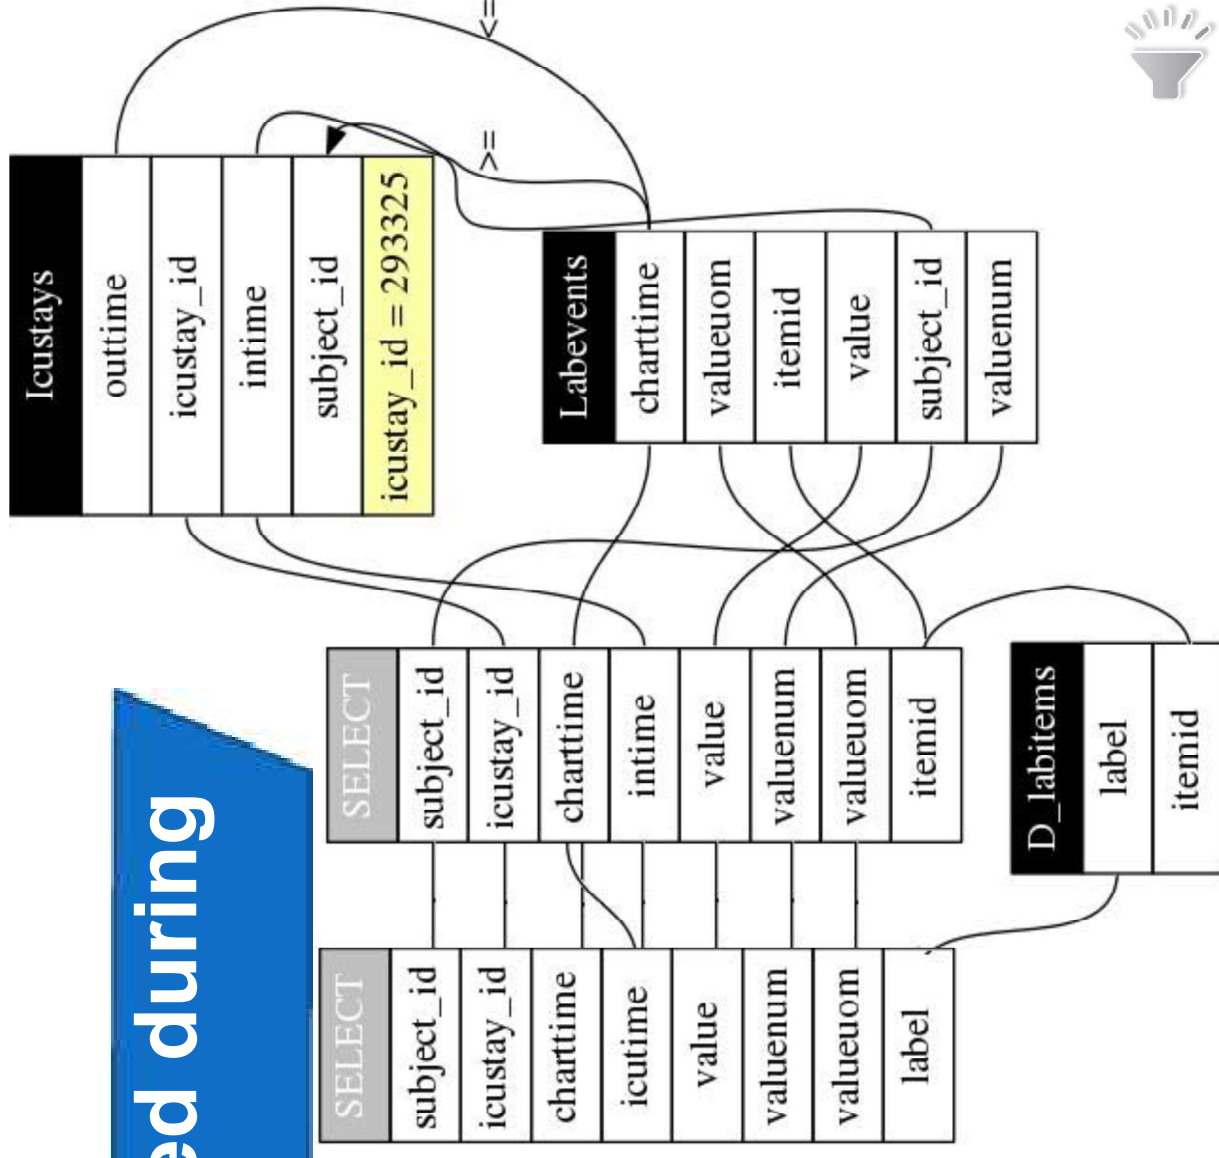 ed during
SELECT
subject_id
icustay_id
charttime
icutime
value
valuenum
valueuom
label
SELECT
subject_id
icustay_id
charttime
intime
value
valuenum
valueuom
itemid
D_labitems
label
itemid
Icustays
outtime
icustay_id
intime
subject_id
icustay_id = 293325
Labevents
charttime
valueuom
itemid
value
subject_id
valuenum
<=
>=